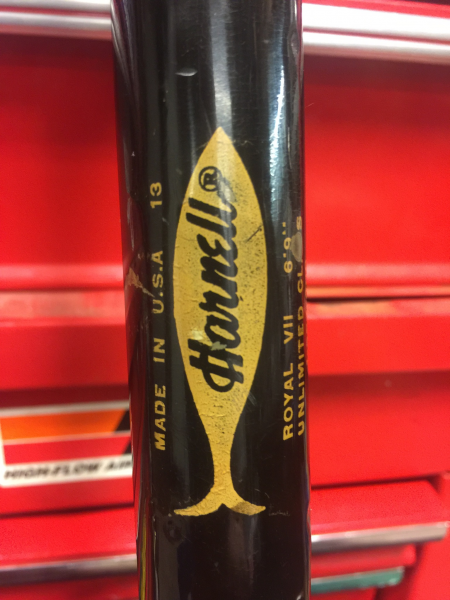 MADE IN U.S.A 13
Harnell®
ROYAL VII 6'9"
UNLIMITED
HIGH-FLOW AIR